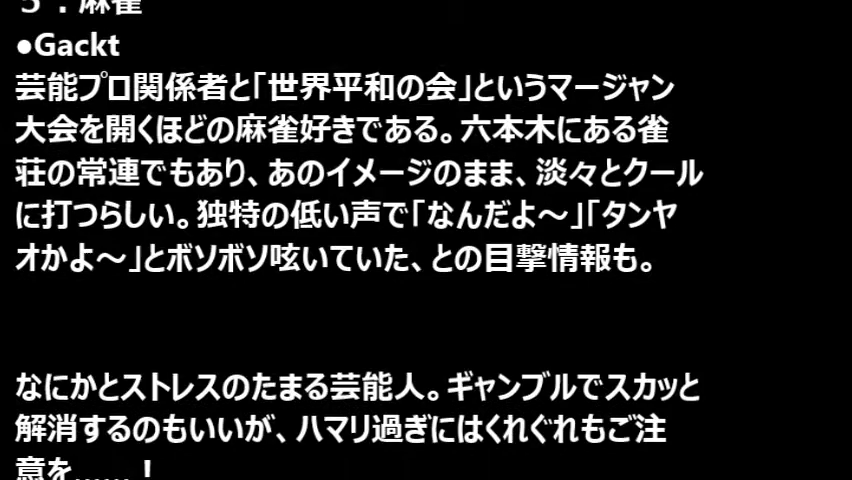 ５：麻雀
●Gackt
芸能プロ関係者と「世界平和の会」というマージャン
大会を開くほどの麻雀好きである。六本木にある雀
荘の常連でもあり、あのイメージのまま、淡々とクール
に打つらしい。独特の低い声で「なんだよ～」「タンヤ
オかよ～」とボソボソ呟いていた、との目撃情報も。
なにかとストレスのたまる芸能人。ギャンブルでスカッと
解消するのもいいが、ハマリ過ぎにはくれぐれもご注
意を……！